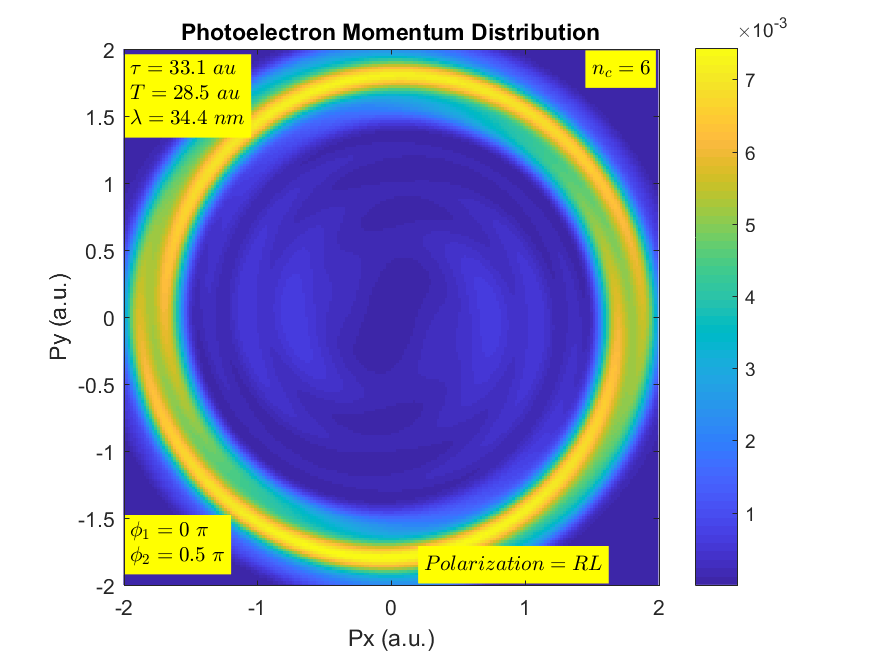 Photoelectron Momentum Distribution
×10⁻³
τ = 33.1 au
T = 28.5 au
λ = 34.4 nm
n_c = 6
2
1.5
1
0.5
0
-0.5
-1
-1.5
-2
Py (a.u.)
ϕ₁ = 0 π
ϕ₂ = 0.5 π
Polarization = RL
-2 -1 0 1 2
Px (a.u.)
7
6
5
4
3
2
1